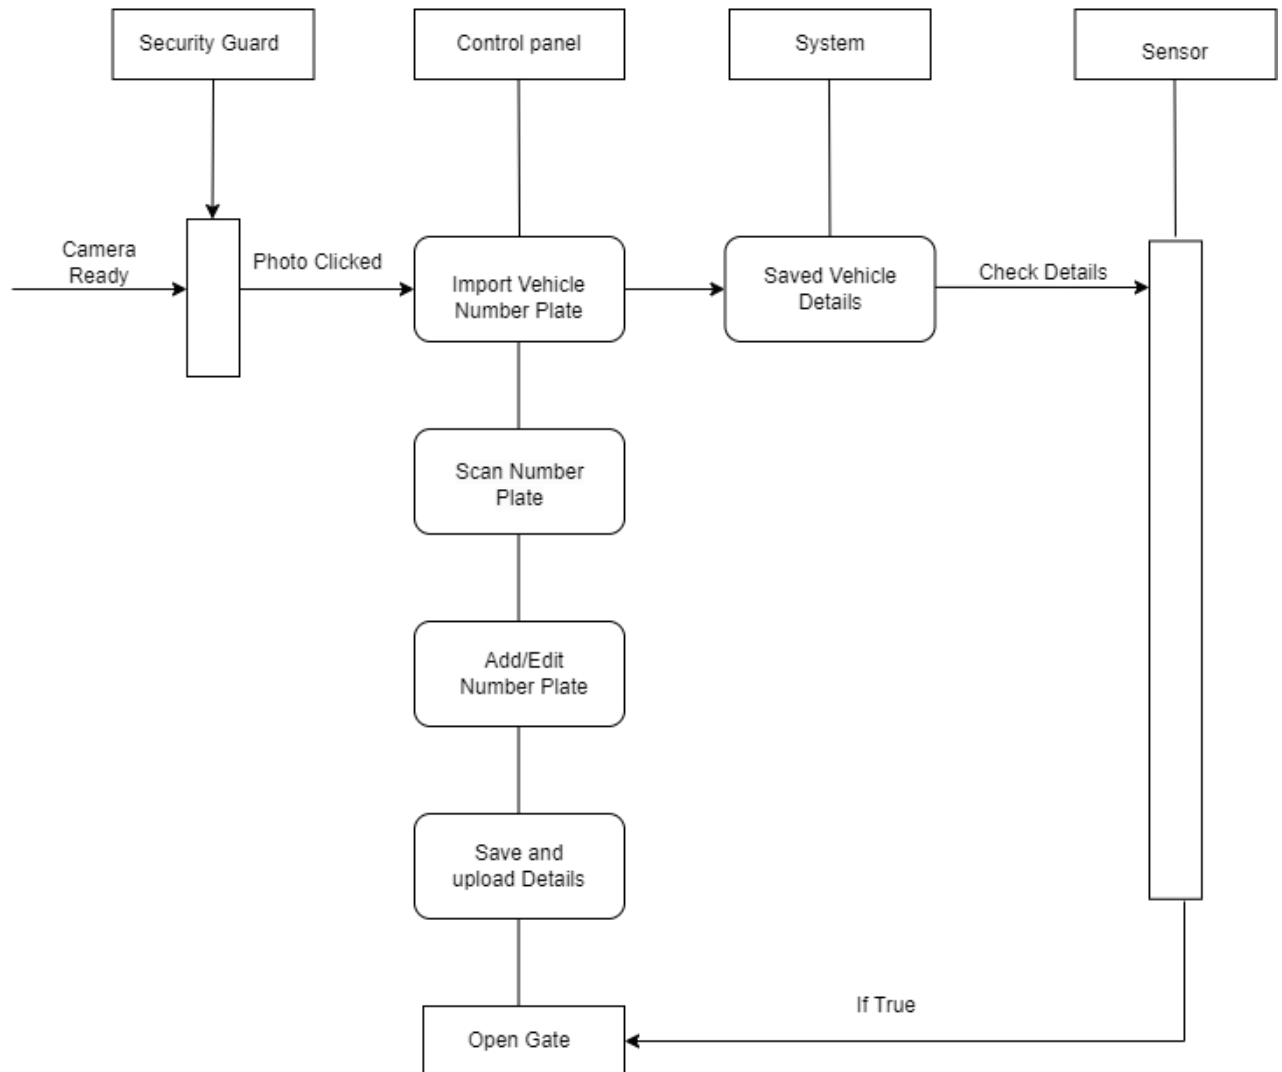 Security Guard
Control panel
System
Sensor
Camera
Ready
Photo Clicked
Import Vehicle
Number Plate
Saved Vehicle
Details
Check Details
Scan Number
Plate
Add/Edit
Number Plate
Save and
upload Details
If True
Open Gate